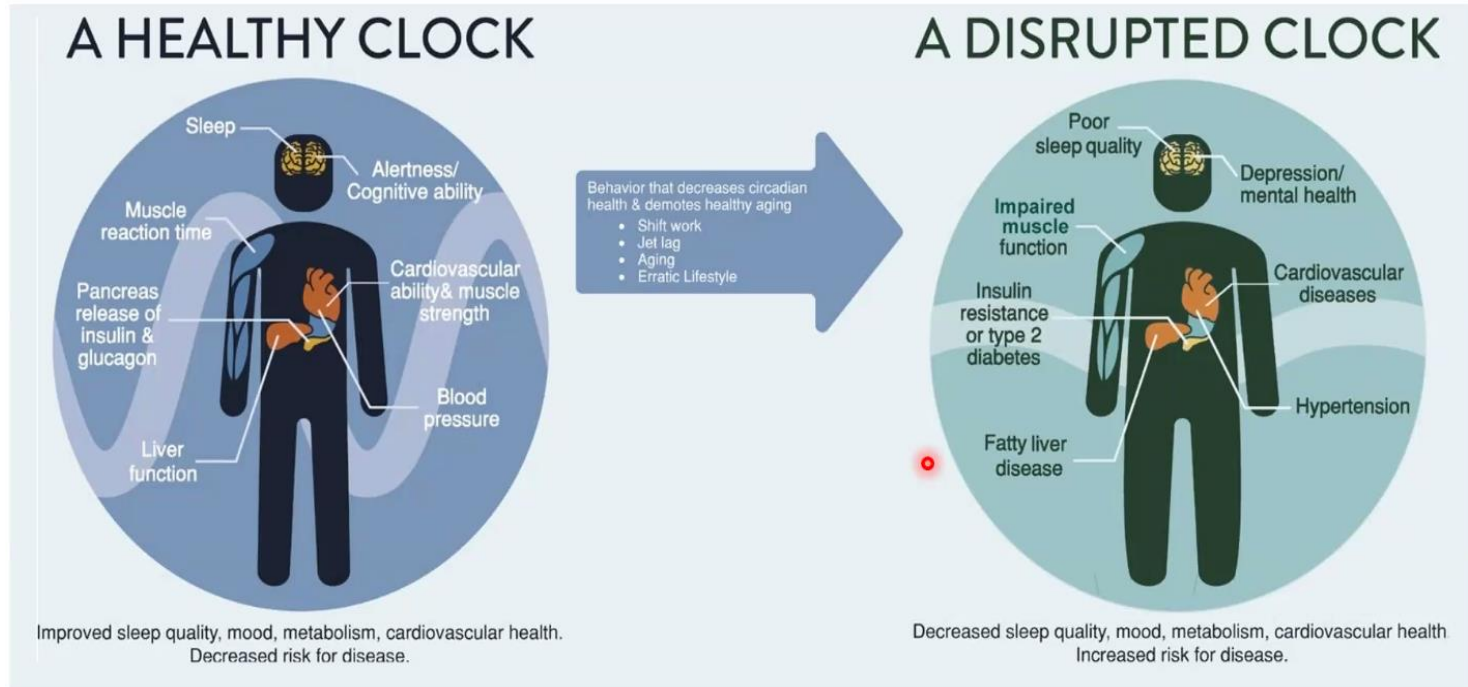 A HEALTHY CLOCK
Sleep
Alertness/
Cognitive ability
Muscle
reaction time
Cardiovascular
ability& muscle
strength
Pancreas
release of
insulin &
glucagon
Blood
pressure
Liver
function
Improved sleep quality, mood, metabolism, cardiovascular health.
Decreased risk for disease.
Behavior that decreases circadian
health & demotes healthy aging
• Shift work
• Jet lag
• Aging
• Erratic Lifestyle
A DISRUPTED CLOCK
Poor
sleep quality
Depression/
mental health
Impaired
muscle
function
Cardiovascular
diseases
Insulin
resistance
or type 2
diabetes
Hypertension
Fatty liver
disease
Decreased sleep quality, mood, metabolism, cardiovascular health
Increased risk for disease.